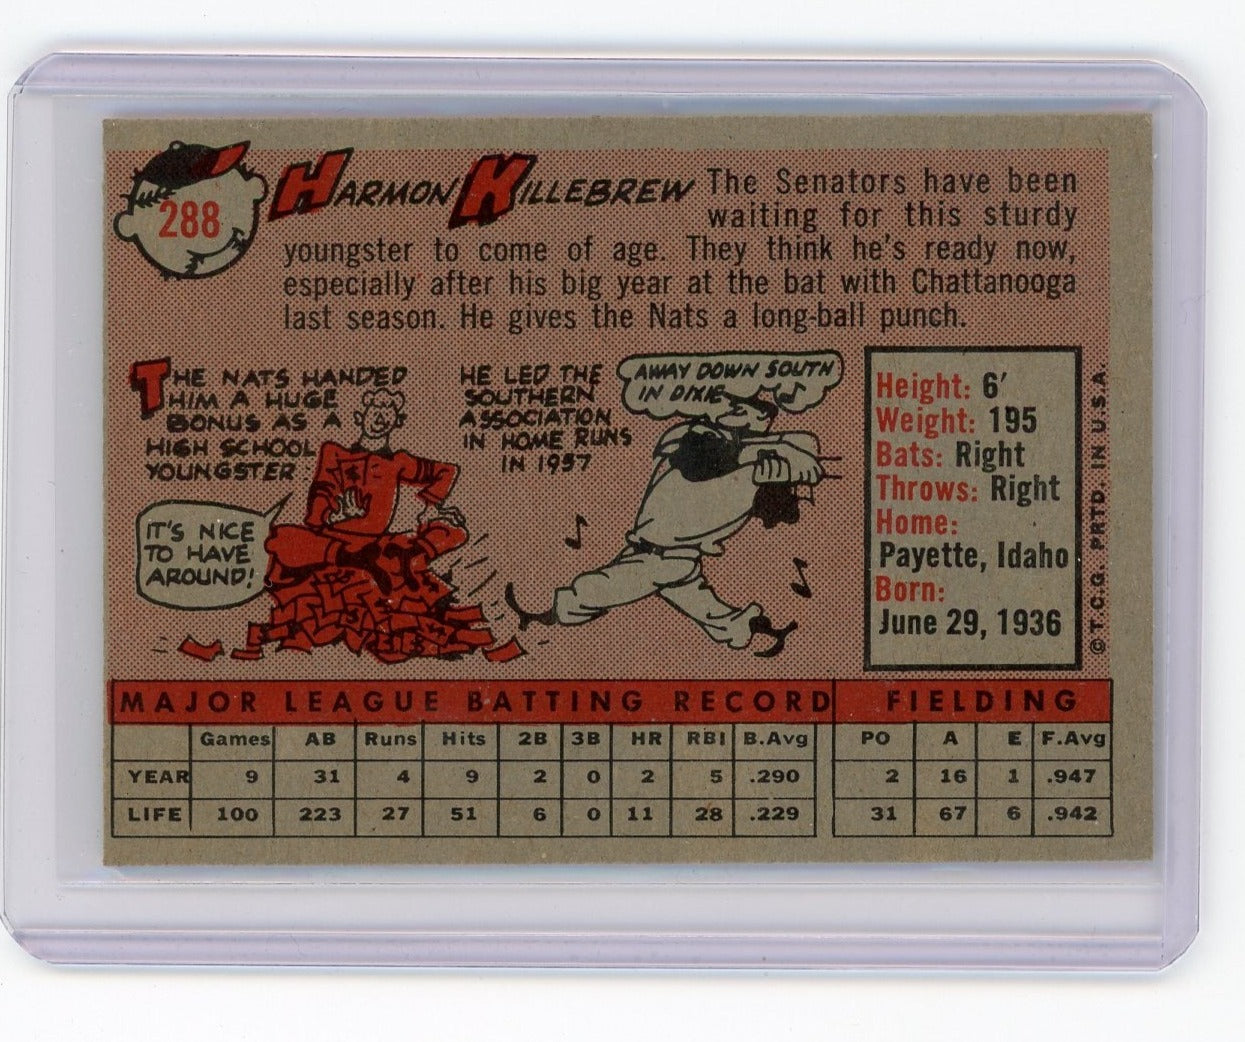 288
HARMON KILLEBREW The Senators have been
waiting for this sturdy
youngster to come of age. They think he's ready now,
especially after his big year at the bat with Chattanooga
last season. He gives the Nats a long-ball punch.
THE NATS HANDED
HIM A HUGE
BONUS AS A
HIGH SCHOOL
YOUNGSTER
IT'S NICE
TO HAVE
AROUND!
HE LED THE
SOUTHERN
ASSOCIATION
IN HOME RUNS
IN 1957
AWAY DOWN SOUTH
IN DIXIE
Height: 6'
Weight: 195
Bats: Right
Throws: Right
Home:
Payette, Idaho
Born:
June 29, 1936
© T.C.G. PRTD. IN U.S.A.
MAJOR LEAGUE BATTING RECORD FIELDING
Games AB Runs Hits 2B 3B HR RBI B.Avg PO A E F.Avg
YEAR 9 31 4 9 2 0 2 5 .290 2 16 1 .947
LIFE 100 223 27 51 6 0 11 28 .229 31 67 6 .942